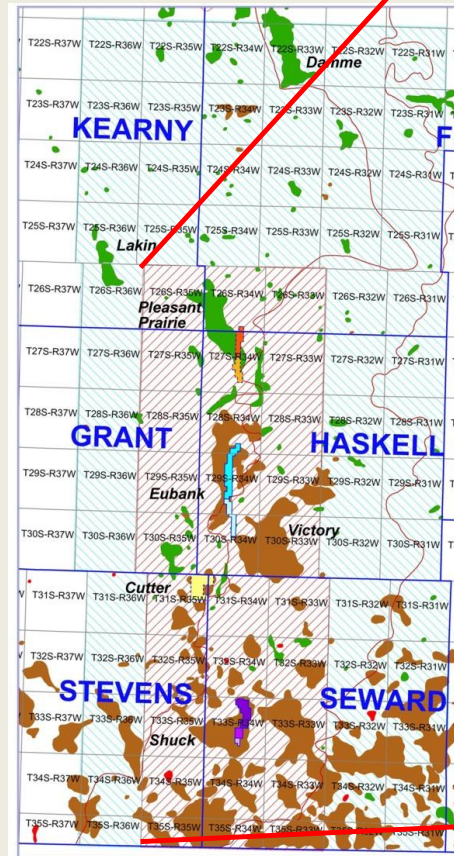 T22S-R37W T22S-R36W T22S-R35W T22S-R34W T22S-R33W T22S-R32W T22S-R31W
Damme
T23S-R37W T23S-R36W T23S-R35W T23S-R34W T22S-R33W T23S-R32W T23S-R31W
KEARNY F
T24S-R37W T24S-R36W T24S-R35W T24S-R34W T24S-R33W T24S-R32W T24S-R31W
T25S-R37W T25S-R36W T25S-R35W T25S-R34W T25S-R33W T25S-R32W T25S-R31W
Lakin
T26S-R37W T26S-R36W T26S-R35W T26S-R34W T26S-R33W T26S-R32W T26S-R31W
Pleasant
Prairie
T27S-R37W T27S-R36W T27S-R35W T27S-R34W T27S-R33W T27S-R32W T27S-R31W
T28S-R37W T28S-R36W T28S-R35W T28S-R34W T28S-R33W T28S-R32W T28S-R31W
GRANT HASKELL
T29S-R37W T29S-R36W T29S-R35W T29S-R34W T29S-R33W T29S-R32W T29S-R31W
Eubank
Victory
T30S-R37W T30S-R36W T30S-R35W T30S-R34W T30S-R33W T30S-R32W T30S-R31W
Cutter
T31S-R37W T31S-R36W T31S-R35W T31S-R34W T31S-R33W T31S-R32W T31S-R31W
T32S-R37W T32S-R36W T32S-R35W T32S-R34W T32S-R33W T32S-R32W T32S-R31W
STEVENS SEWARD
T33S-R37W T33S-R36W T33S-R35W T33S-R34W T33S-R33W T33S-R32W T33S-R31W
Shuck
T34S-R37W T34S-R36W T34S-R35W T34S-R34W T34S-R33W T34S-R32W T34S-R31W
T35S-R37W T35S-R36W T35S-R35W T35S-R34W T35S-R33W T35S-R32W T35S-R31W